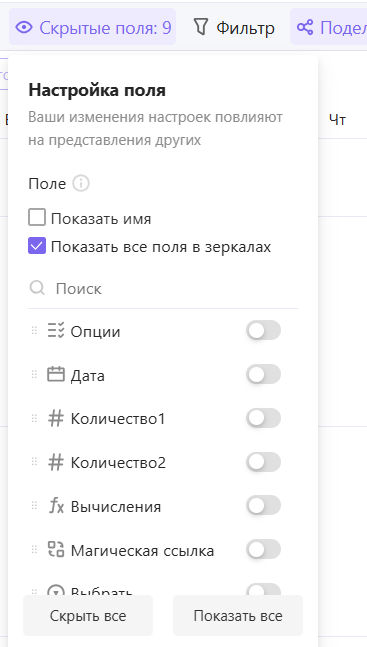 Скрытые поля: 9 Фильтр Подел
Настройка поля
Ваши изменения настроек повлияют
на представления других
Чт
Поле
Показать имя
Показать все поля в зеркалах
Поиск
Опции
Дата
Количество1
Количество2
Вычисления
Магическая ссылка
Выбрать
Скрыть все Показать все